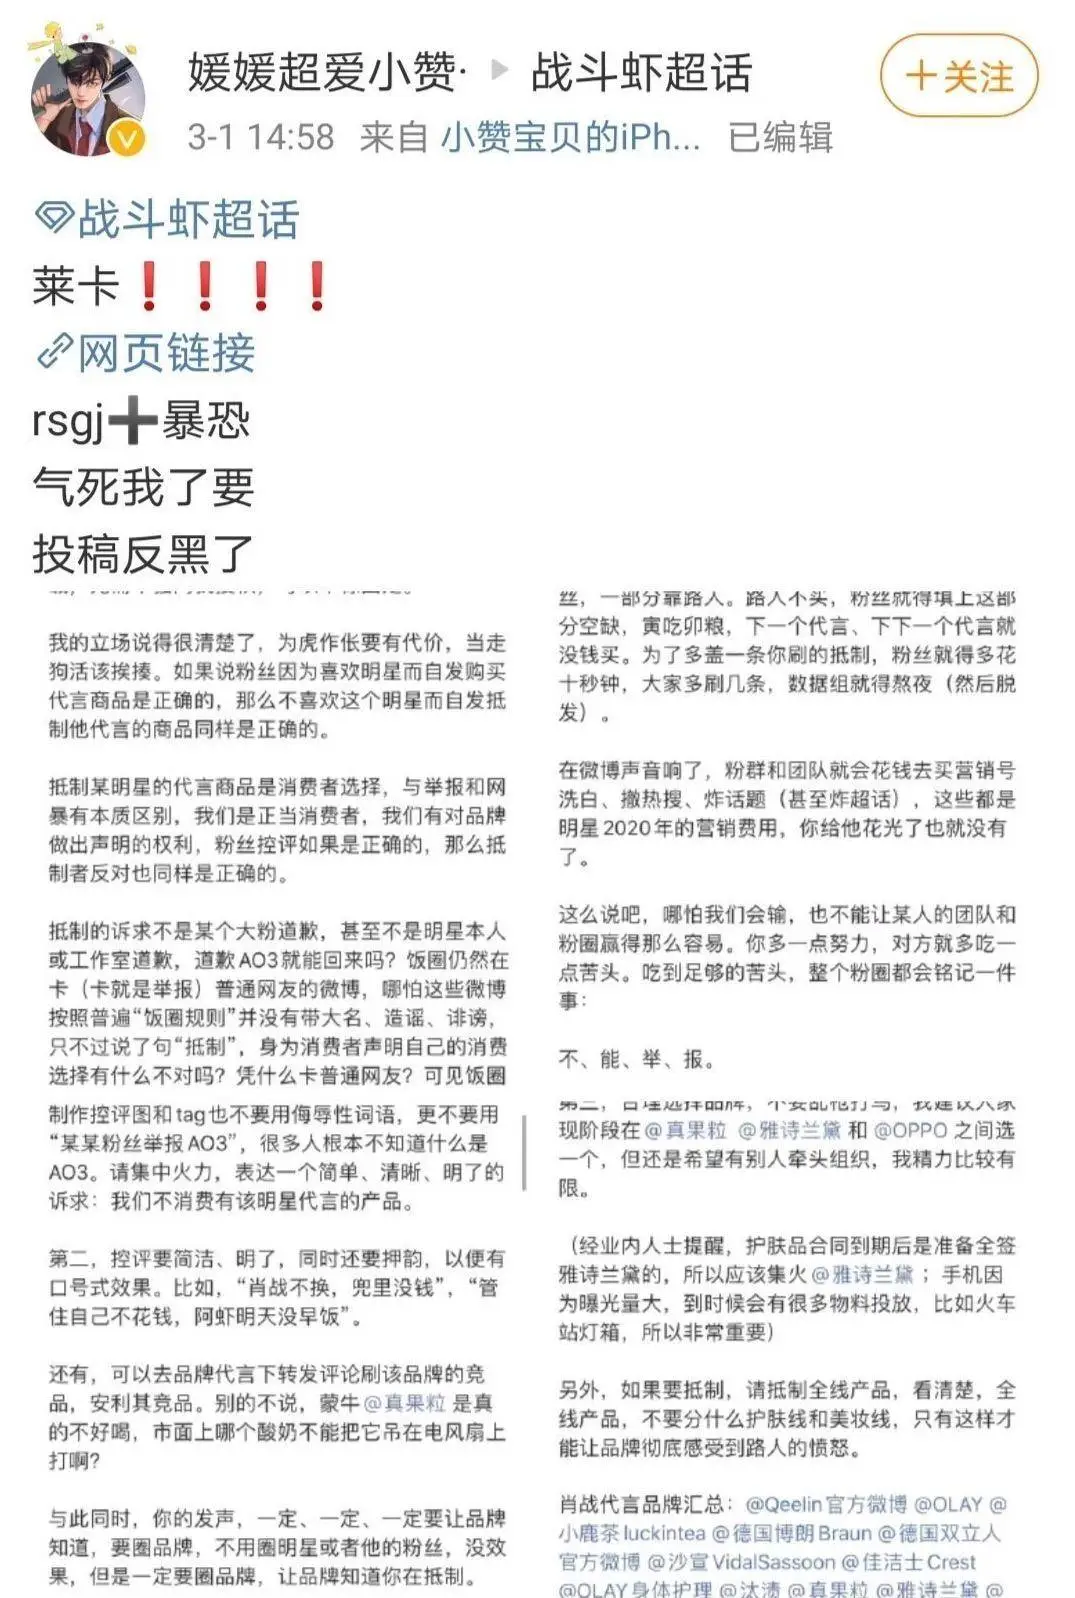 媛媛超爱小赞· ▶ 战斗虾超话
＋关注
3-1 14:58 来自 小赞宝贝的iPh... 已编辑
战斗虾超话
莱卡❗❗❗❗
网页链接
rsgj➕暴恐
气死我了要
投稿反黑了
我的立场说得很清楚了，为虎作伥要有代价，当走
狗活该挨揍。如果说粉丝因为喜欢明星而自发购买
代言商品是正确的，那么不喜欢这个明星而自发抵
制他代言的商品同样是正确的。
抵制某明星的代言商品是消费者选择，与举报和网
暴有本质区别，我们是正当消费者，我们有对品牌
做出声明的权利，粉丝控评如果是正确的，那么抵
制者反对也同样是正确的。
抵制的诉求不是某个大粉道歉，甚至不是明星本人
或工作室道歉，道歉AO3就能回来吗？饭圈仍然在
卡（卡就是举报）普通网友的微博，哪怕这些微博
按照普遍“饭圈规则”并没有带大名、造谣、诽谤，
只不过说了句“抵制”，身为消费者声明自己的消费
选择有什么不对吗？凭什么卡普通网友？可见饭圈
丝，一部分靠路人。路人不买，粉丝就得填上这部
分空缺，寅吃卯粮，下一个代言、下下一个代言就
没钱买。为了多盖一条你刷的抵制，粉丝就得多花
十秒钟，大家多刷几条，数据组就得熬夜（然后脱
发）。
在微博声音响了，粉群和团队就会花钱去买营销号
洗白、撤热搜、炸话题（甚至炸超话），这些都是
明星2020年的营销费用，你给他花光了也就没有
了。
这么说吧，哪怕我们会输，也不能让某人的团队和
粉圈赢得那么容易。你多一点努力，对方就多吃一
点苦头。吃到足够的苦头，整个粉圈都会铭记一件
事：
不、能、举、报。
制作控评图和tag也不要用侮辱性词语，更不要用
“某某粉丝举报AO3”，很多人根本不知道什么是
AO3。请集中火力，表达一个简单、清晰、明了的
诉求：我们不消费有该明星代言的产品。
第二，控评要简洁、明了，同时还要押韵，以便有
口号式效果。比如，“肖战不换，兜里没钱”，“管
住自己不花钱，阿虾明天没早饭”。
还有，可以去品牌代言下转发评论刷该品牌的竞
品，安利其竞品。别的不说，蒙牛@真果粒 是真
的不好喝，市面上哪个酸奶不能把它吊在电风扇上
打啊？
与此同时，你的发声，一定、一定、一定要让品牌
知道，要圈品牌，不用圈明星或者他的粉丝，没效
果，但是一定要圈品牌，让品牌知道你在抵制。
第三，合理选择品牌，不要乱枪打鸟，我建议大家
现阶段在@真果粒 @雅诗兰黛 和 @OPPO 之间选
一个，但还是希望有别人牵头组织，我精力比较有
限。
（经业内人士提醒，护肤品合同到期后是准备全签
雅诗兰黛的，所以应该集火@雅诗兰黛；手机因
为曝光量大，到时候会有很多物料投放，比如火车
站灯箱，所以非常重要）
另外，如果要抵制，请抵制全线产品，看清楚，全
线产品，不要分什么护肤线和美妆线，只有这样才
能让品牌彻底感受到路人的愤怒。
肖战代言品牌汇总：@Qeelin官方微博 @OLAY @
小鹿茶luckintea @德国博朗Braun @德国双立人
官方微博 @沙宣VidalSassoon @佳洁士Crest
@OLAY身体护理 @汰渍 @真果粒 @雅诗兰黛 @